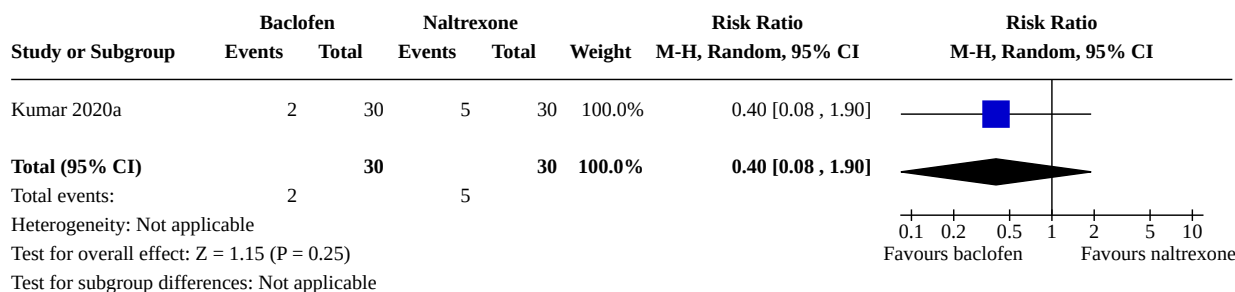 Baclofen Naltrexone Risk Ratio Risk Ratio
Study or Subgroup Events Total Events Total Weight M-H, Random, 95% CI M-H, Random, 95% CI
Kumar 2020a 2 30 5 30 100.0% 0.40 [0.08 , 1.90]
Total (95% CI) 30 30 100.0% 0.40 [0.08 , 1.90]
Total events: 2 5
Heterogeneity: Not applicable
0.1 0.2 0.5 1 2 5 10
Test for overall effect: Z = 1.15 (P = 0.25) Favours baclofen Favours naltrexone
Test for subgroup differences: Not applicable